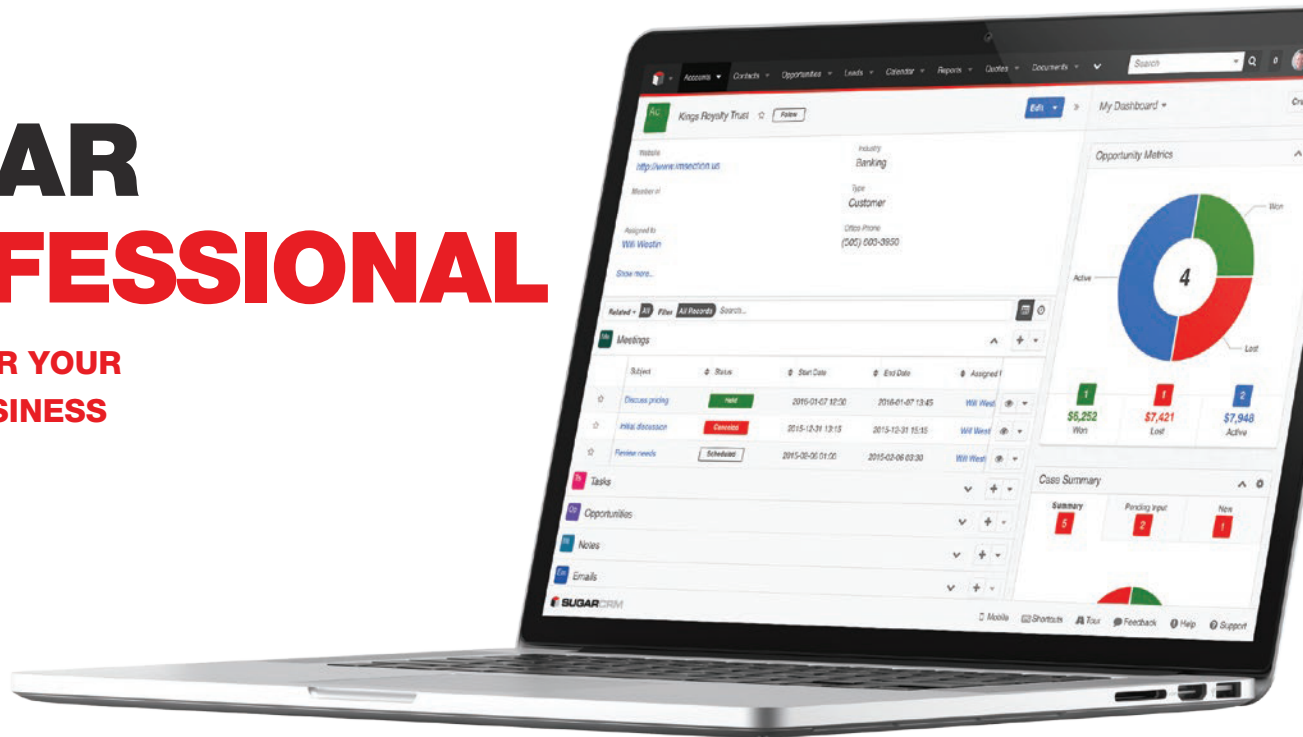 AR
FESSIONAL
R YOUR
SINESS
Accounts Contacts Opportunities Leads Calendar Reports Quotes Documents Search 0
Ac Kings Royalty Trust Follow Edit My Dashboard
Website Industry
http://www.imsection.us Banking
Member of Type
Customer
Assigned to Office Phone
Will Westin
Show more...
Opportunity Metrics
Won
Active 4
Lost
1 1 2
$6,252 $7,421 $7,948
Won Lost Active
Related All Filter All Records Search...
Me Meetings
Subject Status Start Date End Date Assigned
Discuss pricing Held 2016-01-07 12:30 2016-01-07 13:45 Will West
Initial discussion Canceled 2015-12-31 13:15 2015-12-31 15:15 Will West
Review needs Scheduled 2015-02-06 01:00 2015-02-06 03:30 Will West
Ts Tasks
Op Opportunities
Notes
Em Emails
Case Summary
Summary Pending Input New
5 2 1
SUGARCRM
Mobile Shortcuts Tour Feedback Help Support